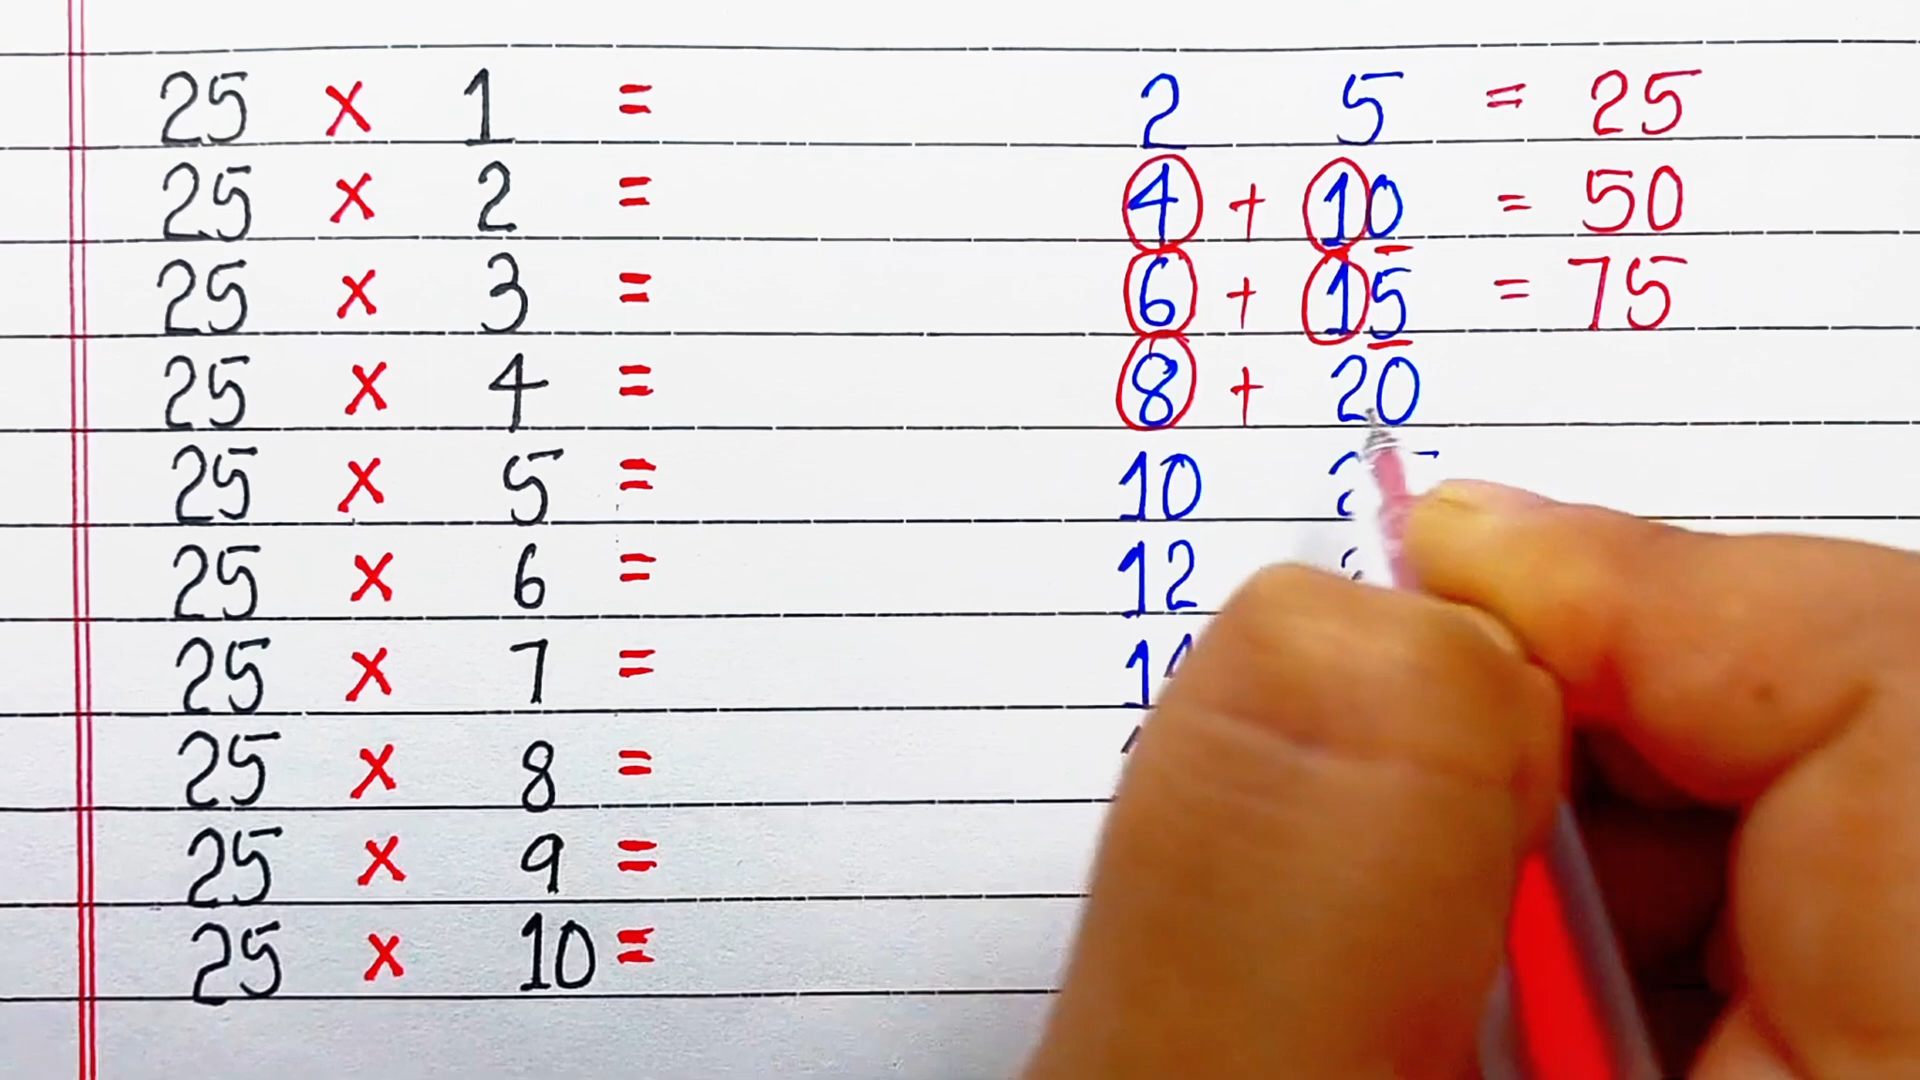 25 x 1 = 2 5 = 25
25 x 2 = 4 + 10 = 50
25 x 3 = 6 + 15 = 75
25 x 4 = 8 + 20
25 x 5 = 10
25 x 6 = 12
25 x 7 =
25 x 8 =
25 x 9 =
25 x 10 =